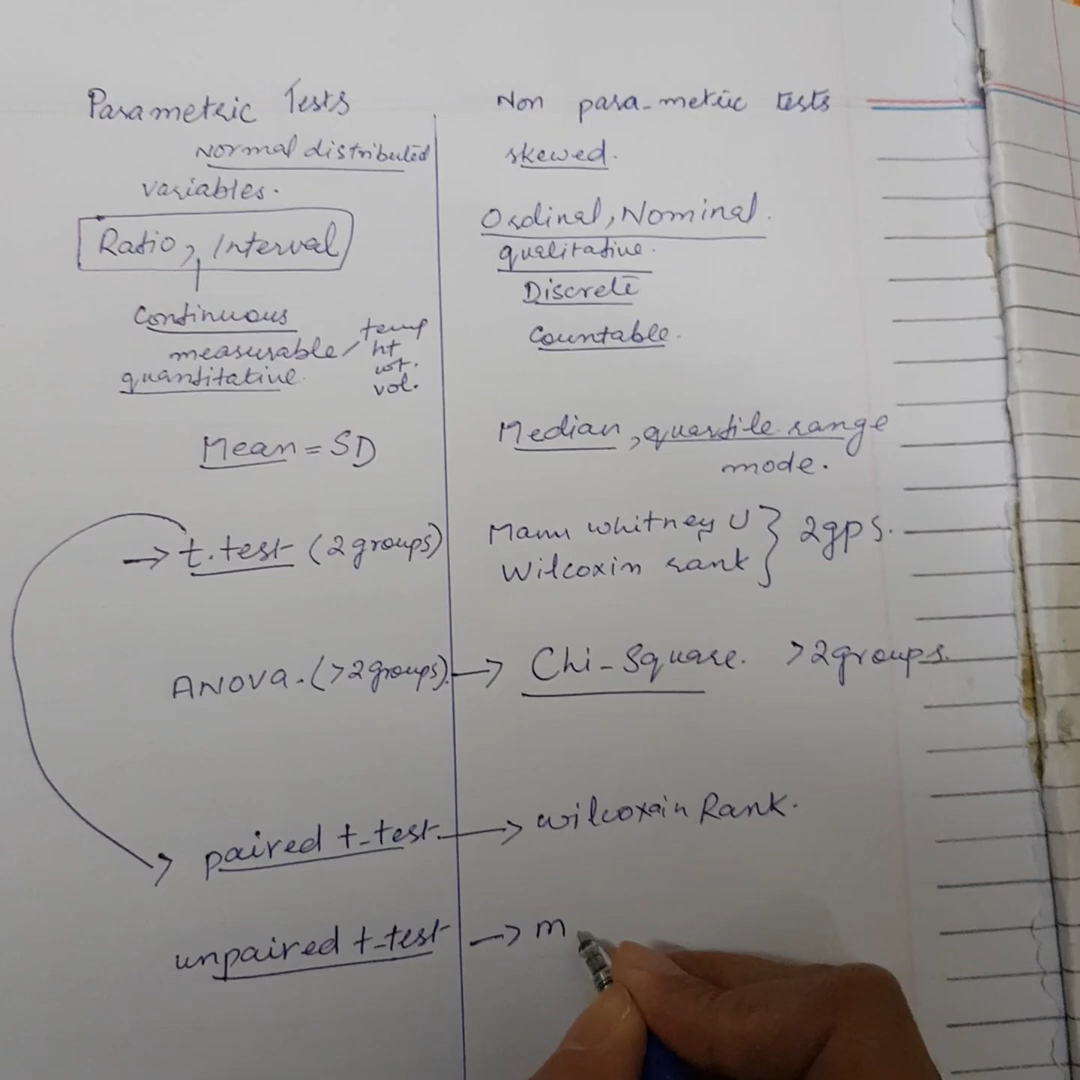 Parametric Tests
Normal distributed
variables.
Ratio, Interval
Continuous
measurable
temp
ht
wt.
vol.
quantitative
Mean = SD
→ t.test (2 groups)
ANOVA. (>2 groups). →
paired t-test. →
unpaired t-test →
Non para-metric tests
skewed.
Ordinal, Nominal.
qualitative.
Discrete
Countable.
Median, quartile range
mode.
Mann whitney U } 2gps.
Wilcoxin rank
Chi-Square. >2groups.
wilcoxain Rank.
m